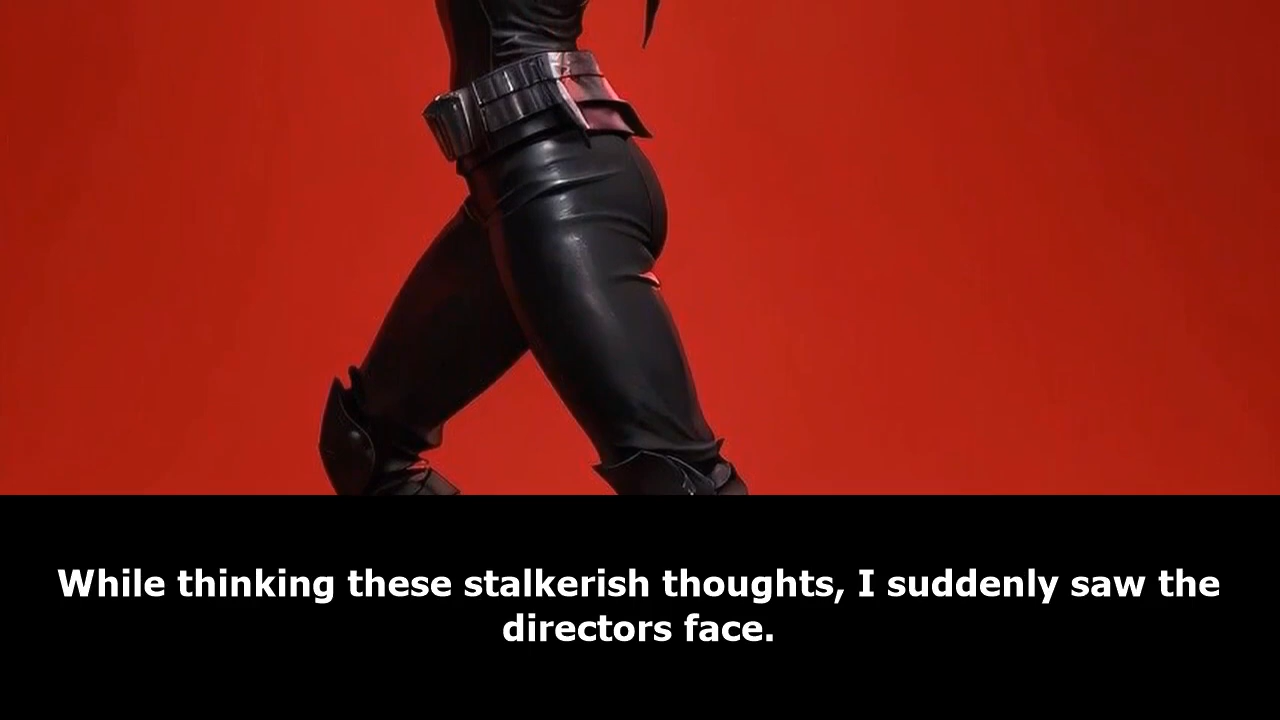 While thinking these stalkerish thoughts, I suddenly saw the
directors face.